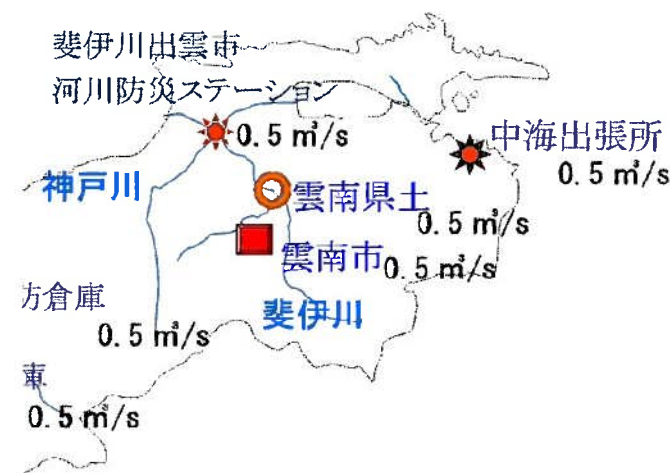 斐伊川出雲市
河川防災ステーション
0.5㎥/s
中海出張所
0.5㎥/s
神戸川
雲南県土
0.5㎥/s
雲南市
0.5㎥/s
方倉庫
斐伊川
0.5㎥/s
庫
0.5㎥/s